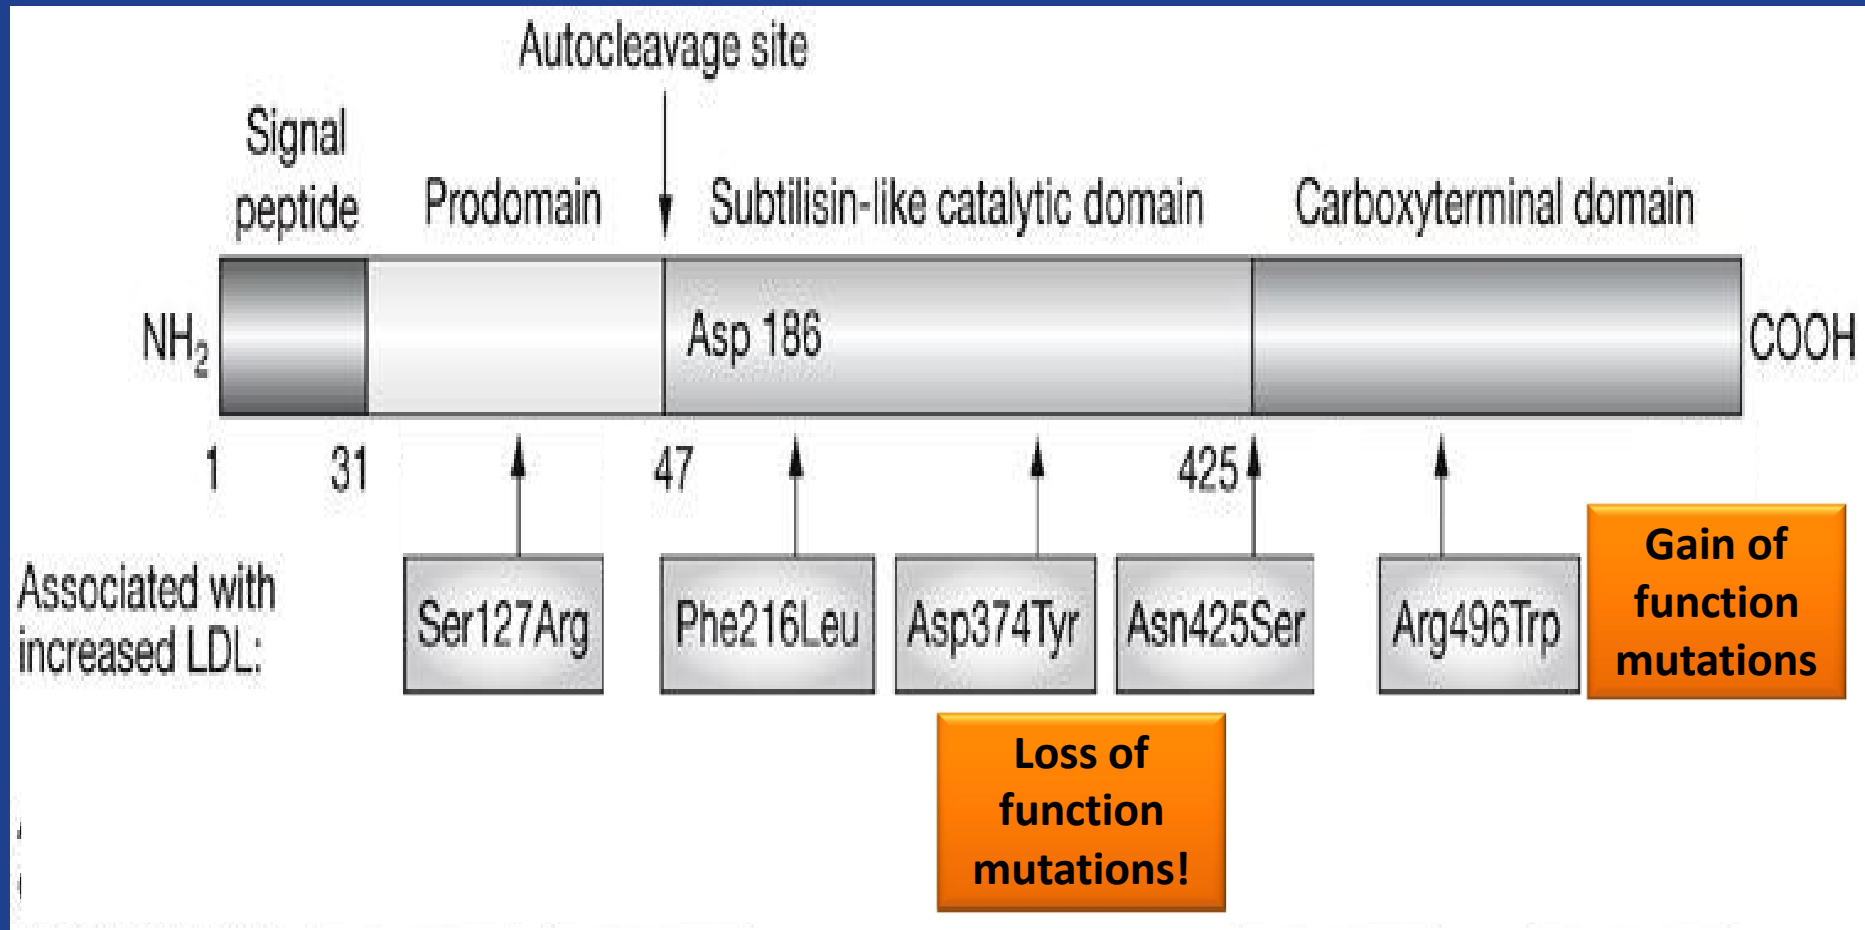 Autocleavage site
Signal
peptide
Prodomain
Subtilisin-like catalytic domain
Carboxyterminal domain
NH₂
Asp 186
COOH
1
31
47
425
Associated with
increased LDL:
Ser127Arg
Phe216Leu
Asp374Tyr
Asn425Ser
Arg496Trp
Gain of
function
mutations
Loss of
function
mutations!